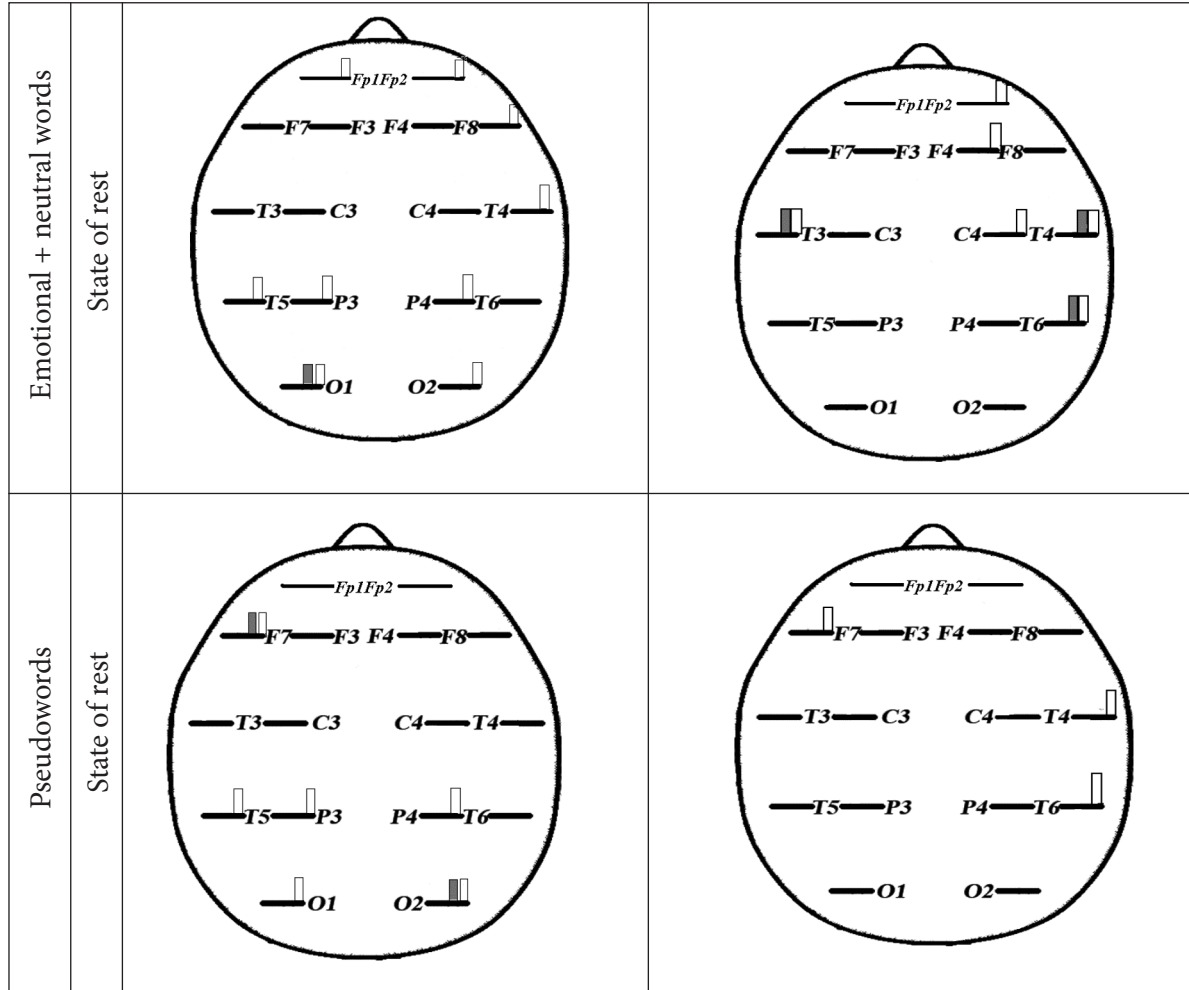 Emotional + neutral words
State of rest
Fp1Fp2
F7 F3 F4 F8
T3 C3 C4 T4
T5 P3 P4 T6
O1 O2
Fp1Fp2
F7 F3 F4 F8
T3 C3 C4 T4
T5 P3 P4 T6
O1 O2
Pseudowords
State of rest
Fp1Fp2
F7 F3 F4 F8
T3 C3 C4 T4
T5 P3 P4 T6
O1 O2
Fp1Fp2
F7 F3 F4 F8
T3 C3 C4 T4
T5 P3 P4 T6
O1 O2